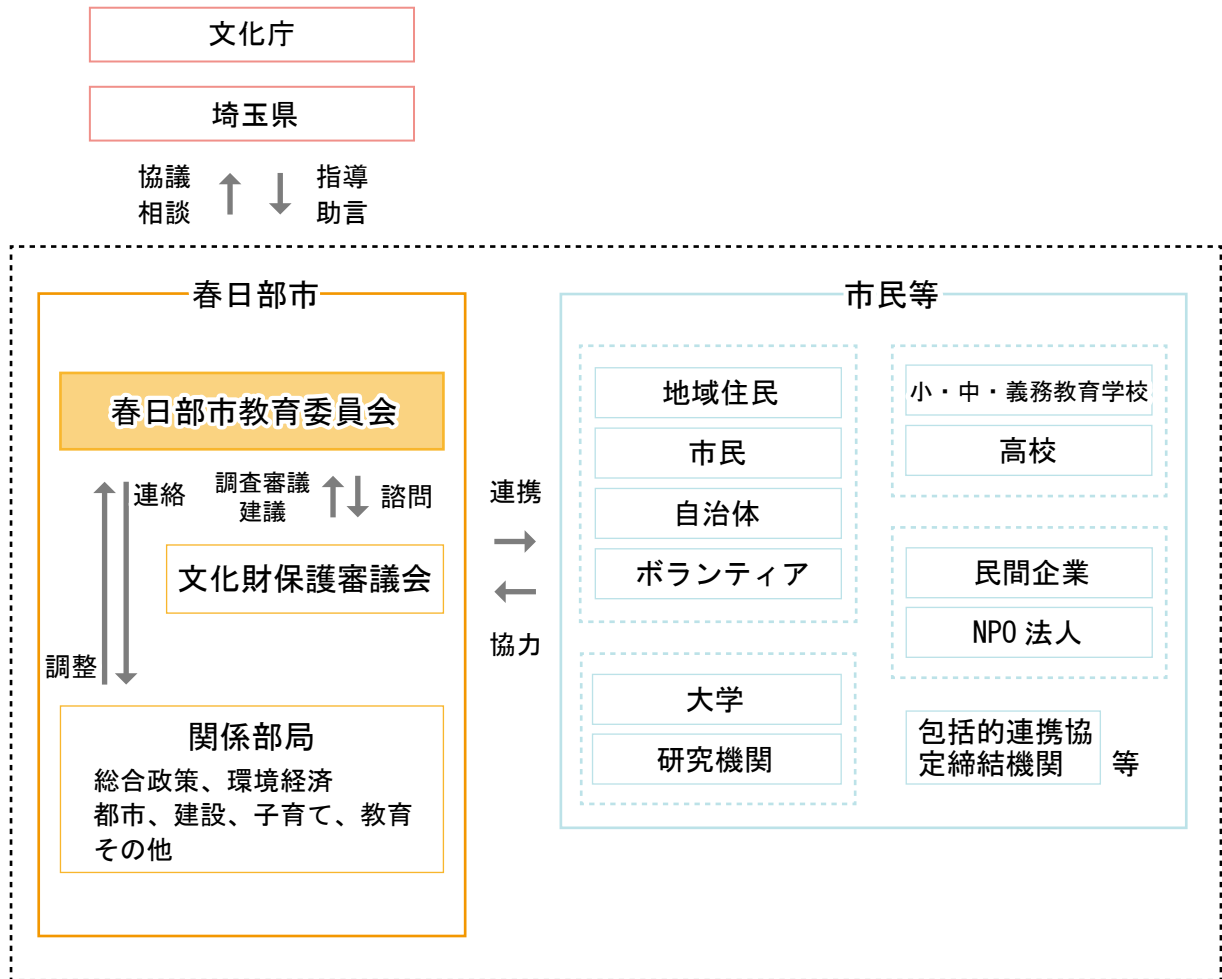 文化庁
埼玉県
協議
相談
指導
助言
春日部市
春日部市教育委員会
連絡
調査審議
建議
諮問
文化財保護審議会
調整
関係部局
総合政策、環境経済
都市、建設、子育て、教育
その他
連携
協力
市民等
地域住民
市民
自治体
ボランティア
大学
研究機関
小・中・義務教育学校
高校
民間企業
NPO 法人
包括的連携協
定締結機関
等